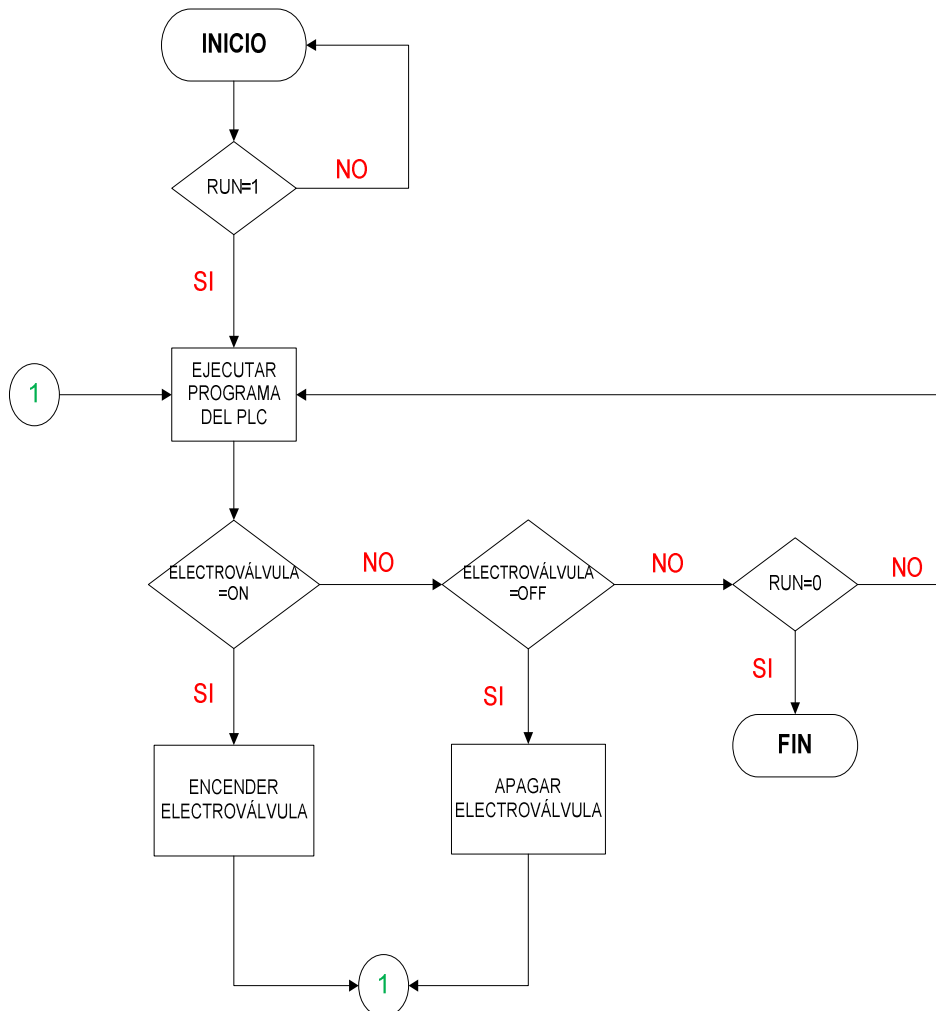 INICIO
RUN=1
NO
SI
EJECUTAR
PROGRAMA
DEL PLC
1
ELECTROVÁLVULA
=ON
NO
ELECTROVÁLVULA
=OFF
NO
RUN=0
NO
SI
SI
SI
ENCENDER
ELECTROVÁLVULA
APAGAR
ELECTROVÁLVULA
FIN
1